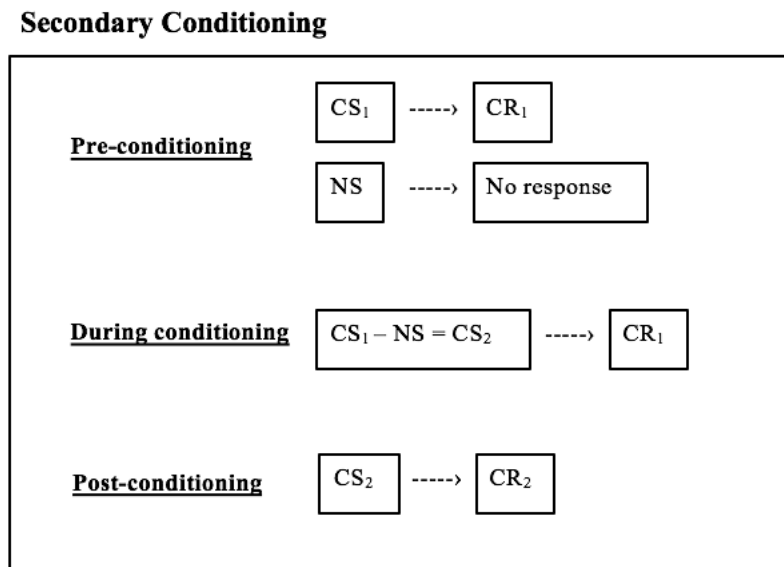 Secondary Conditioning
CS₁ -----› CR₁
Pre-conditioning
NS -----› No response
During conditioning CS₁ – NS = CS₂ -----› CR₁
Post-conditioning CS₂ -----› CR₂